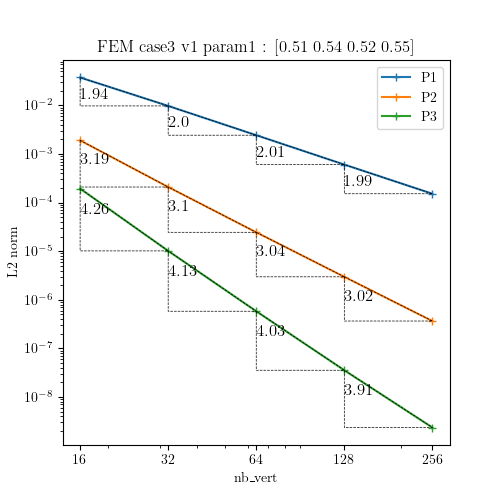 FEM case3 v1 param1 : [0.51 0.54 0.52 0.55]
P1
P2
P3
10⁻²
10⁻³
10⁻⁴
10⁻⁵
10⁻⁶
10⁻⁷
10⁻⁸
L2 norm
1.94
2.0
2.01
1.99
3.19
3.1
3.04
3.02
4.26
4.13
4.03
3.91
16 32 64 128 256
nb_vert